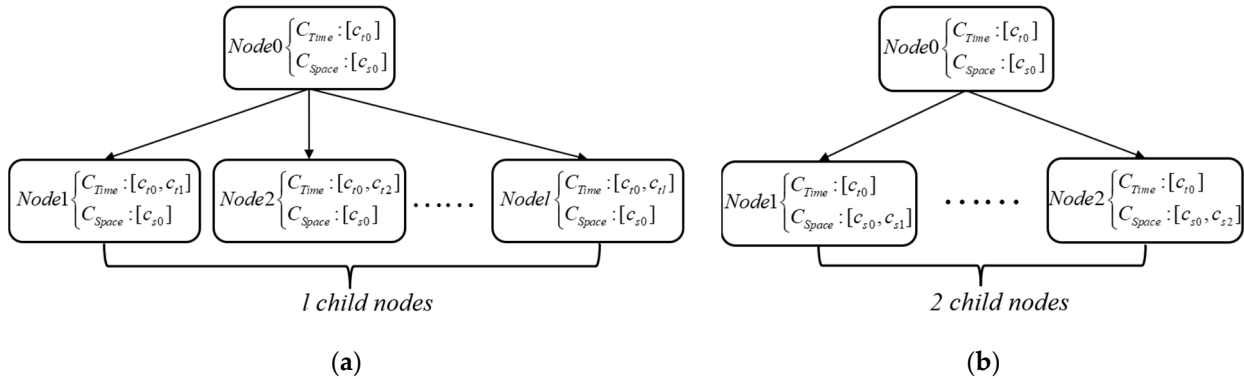 Node0 { C_Time : [c_t0]
C_Space : [c_s0]
Node1 { C_Time : [c_t0, c_t1]
C_Space : [c_s0]
Node2 { C_Time : [c_t0, c_t2]
C_Space : [c_s0]
……
Nodel { C_Time : [c_t0, c_tl]
C_Space : [c_s0]
l child nodes
(a)
Node0 { C_Time : [c_t0]
C_Space : [c_s0]
Node1 { C_Time : [c_t0]
C_Space : [c_s0, c_s1]
……
Node2 { C_Time : [c_t0]
C_Space : [c_s0, c_s2]
2 child nodes
(b)